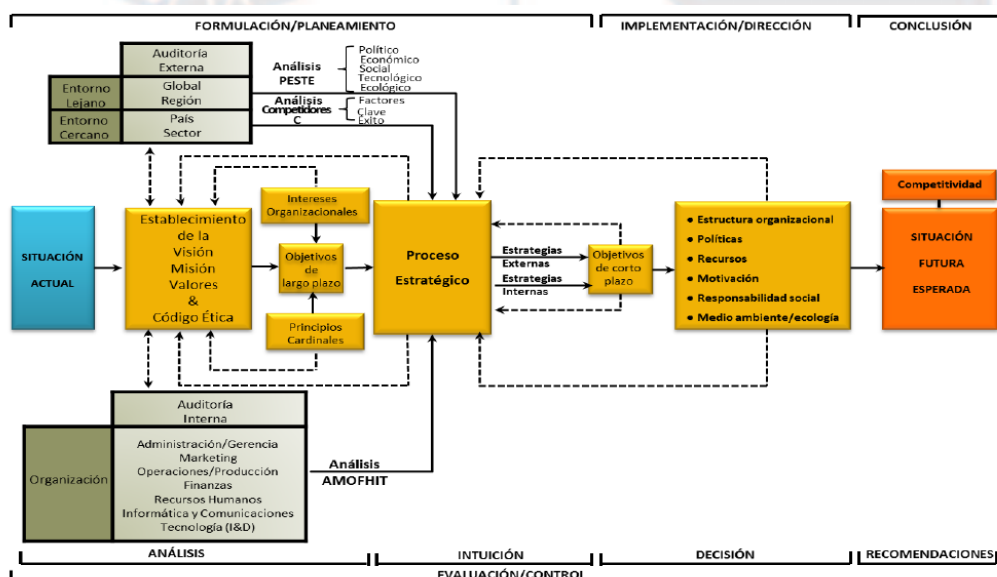 FORMULACIÓN/PLANEAMIENTO
IMPLEMENTACIÓN/DIRECCIÓN
CONCLUSIÓN
Auditoría
Externa
Entorno
Lejano
Global
Región
Entorno
Cercano
País
Sector
Análisis
PESTE
Político
Económico
Social
Tecnológico
Ecológico
Análisis
Competidores
C
Factores
Clave
Éxito
SITUACIÓN
ACTUAL
Establecimiento
de la
Visión
Misión
Valores
&
Código Ética
Intereses
Organizacionales
Objetivos de
largo plazo
Principios
Cardinales
Proceso
Estratégico
Estrategias
Externas
Estrategias
Internas
Objetivos
de corto
plazo
• Estructura organizacional
• Políticas
• Recursos
• Motivación
• Responsabilidad social
• Medio ambiente/ecología
Competitividad
SITUACIÓN
FUTURA
ESPERADA
Auditoría
Interna
Organización
Administración/Gerencia
Marketing
Operaciones/Producción
Finanzas
Recursos Humanos
Informática y Comunicaciones
Tecnología (I&D)
Análisis
AMOFHIT
ANÁLISIS
INTUICIÓN
DECISIÓN
RECOMENDACIONES
EVALUACIÓN/CONTROL